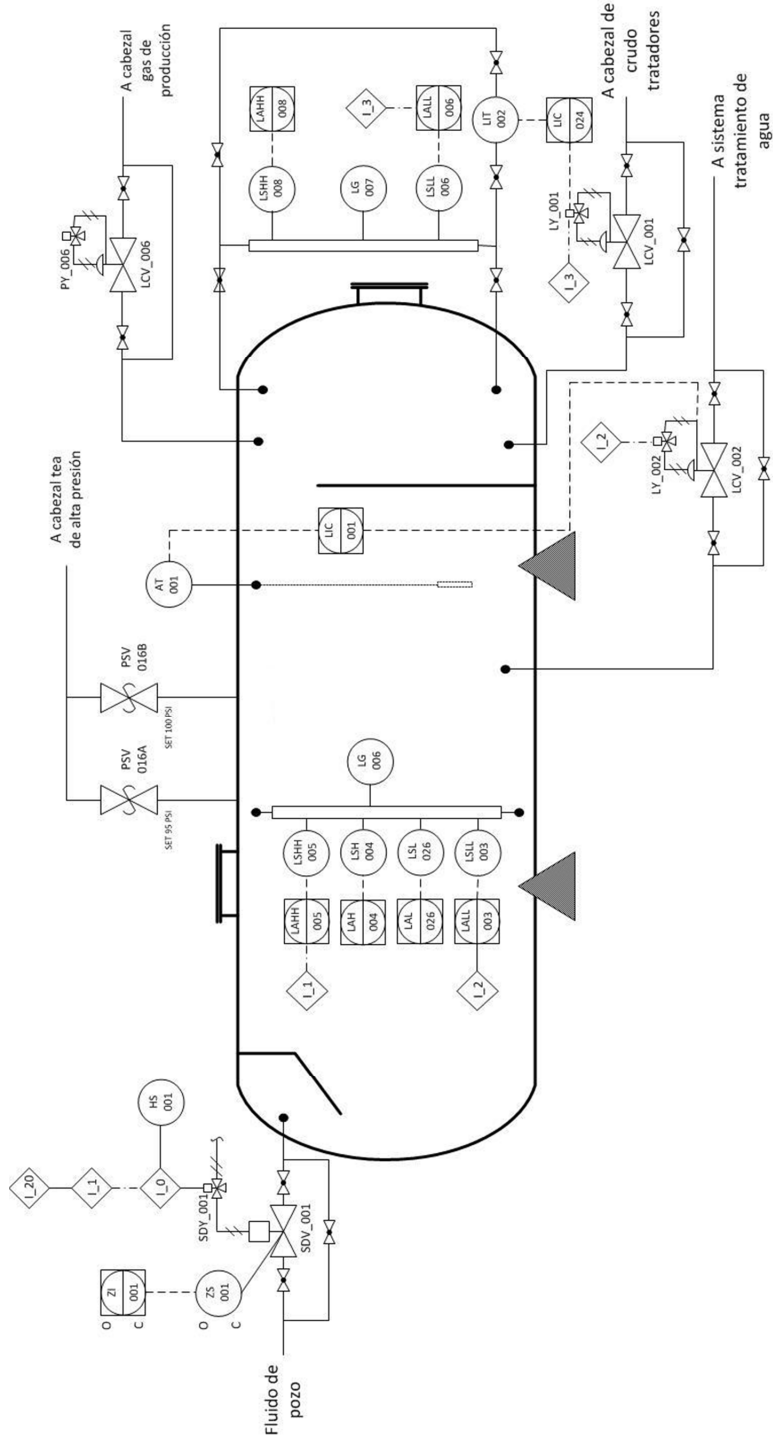 Fluido de
pozo
O
C
ZI
001
O
C
ZS
001
SDV_001
SDY_001
I_20
I_1
I_0
HS
001
I_1
LAHH
005
LSHH
005
LAH
004
LSH
004
LAL
026
LSL
026
I_2
LALL
003
LSLL
003
LG
006
A cabezal tea
de alta presión
PSV
016A
SET 95 PSI
PSV
016B
SET 100 PSI
AT
001
LIC
001
A cabezal
gas de
producción
PY_006
LCV_006
LAHH
008
LSHH
008
LG
007
I_3
LALL
006
LSLL
006
LIT
002
LIC
024
A cabezal de
crudo
tratadores
LY_001
I_3
LCV_001
A sistema
tratamiento de
agua
I_2
LY_002
LCV_002